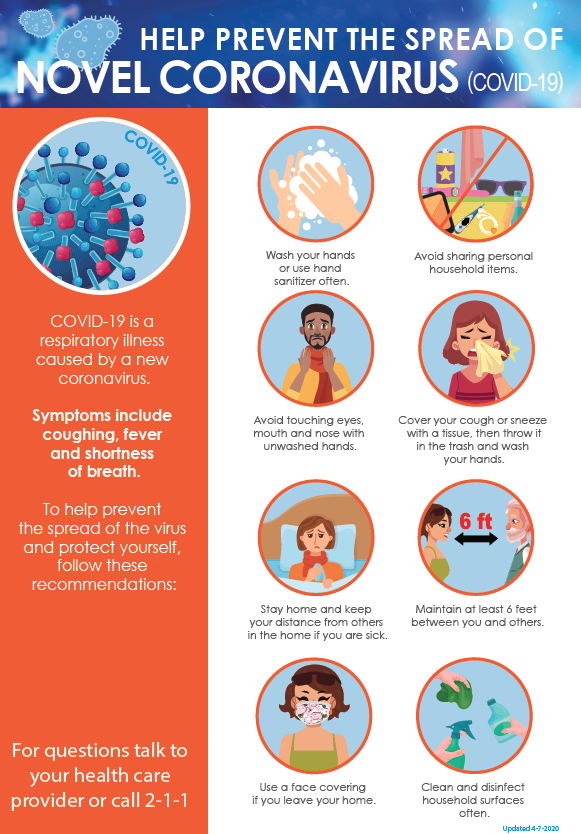 HELP PREVENT THE SPREAD OF
NOVEL CORONAVIRUS (COVID-19)
COVID-19
COVID-19 is a
respiratory illness
caused by a new
coronavirus.
Symptoms include
coughing, fever
and shortness
of breath.
To help prevent
the spread of the virus
and protect yourself,
follow these
recommendations:
For questions talk to
your health care
provider or call 2-1-1
Wash your hands
or use hand
sanitizer often.
Avoid sharing personal
household items.
Avoid touching eyes,
mouth and nose with
unwashed hands.
Cover your cough or sneeze
with a tissue, then throw it
in the trash and wash
your hands.
Stay home and keep
your distance from others
in the home if you are sick.
6 ft
Maintain at least 6 feet
between you and others.
Use a face covering
if you leave your home.
Clean and disinfect
household surfaces
often.
Updated 4-7-2020